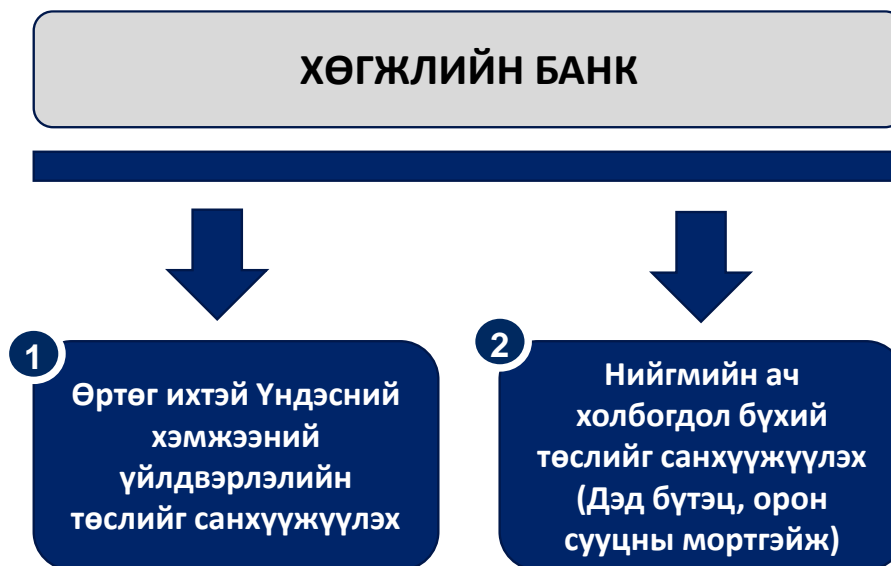 ХӨГЖЛИЙН БАНК
1
Өртөг ихтэй Үндэсний
хэмжээний
үйлдвэрлэлийн
төслийг санхүүжүүлэх
2
Нийгмийн ач
холбогдол бүхий
төслийг санхүүжүүлэх
(Дэд бүтэц, орон
сууцны мортгэйж)